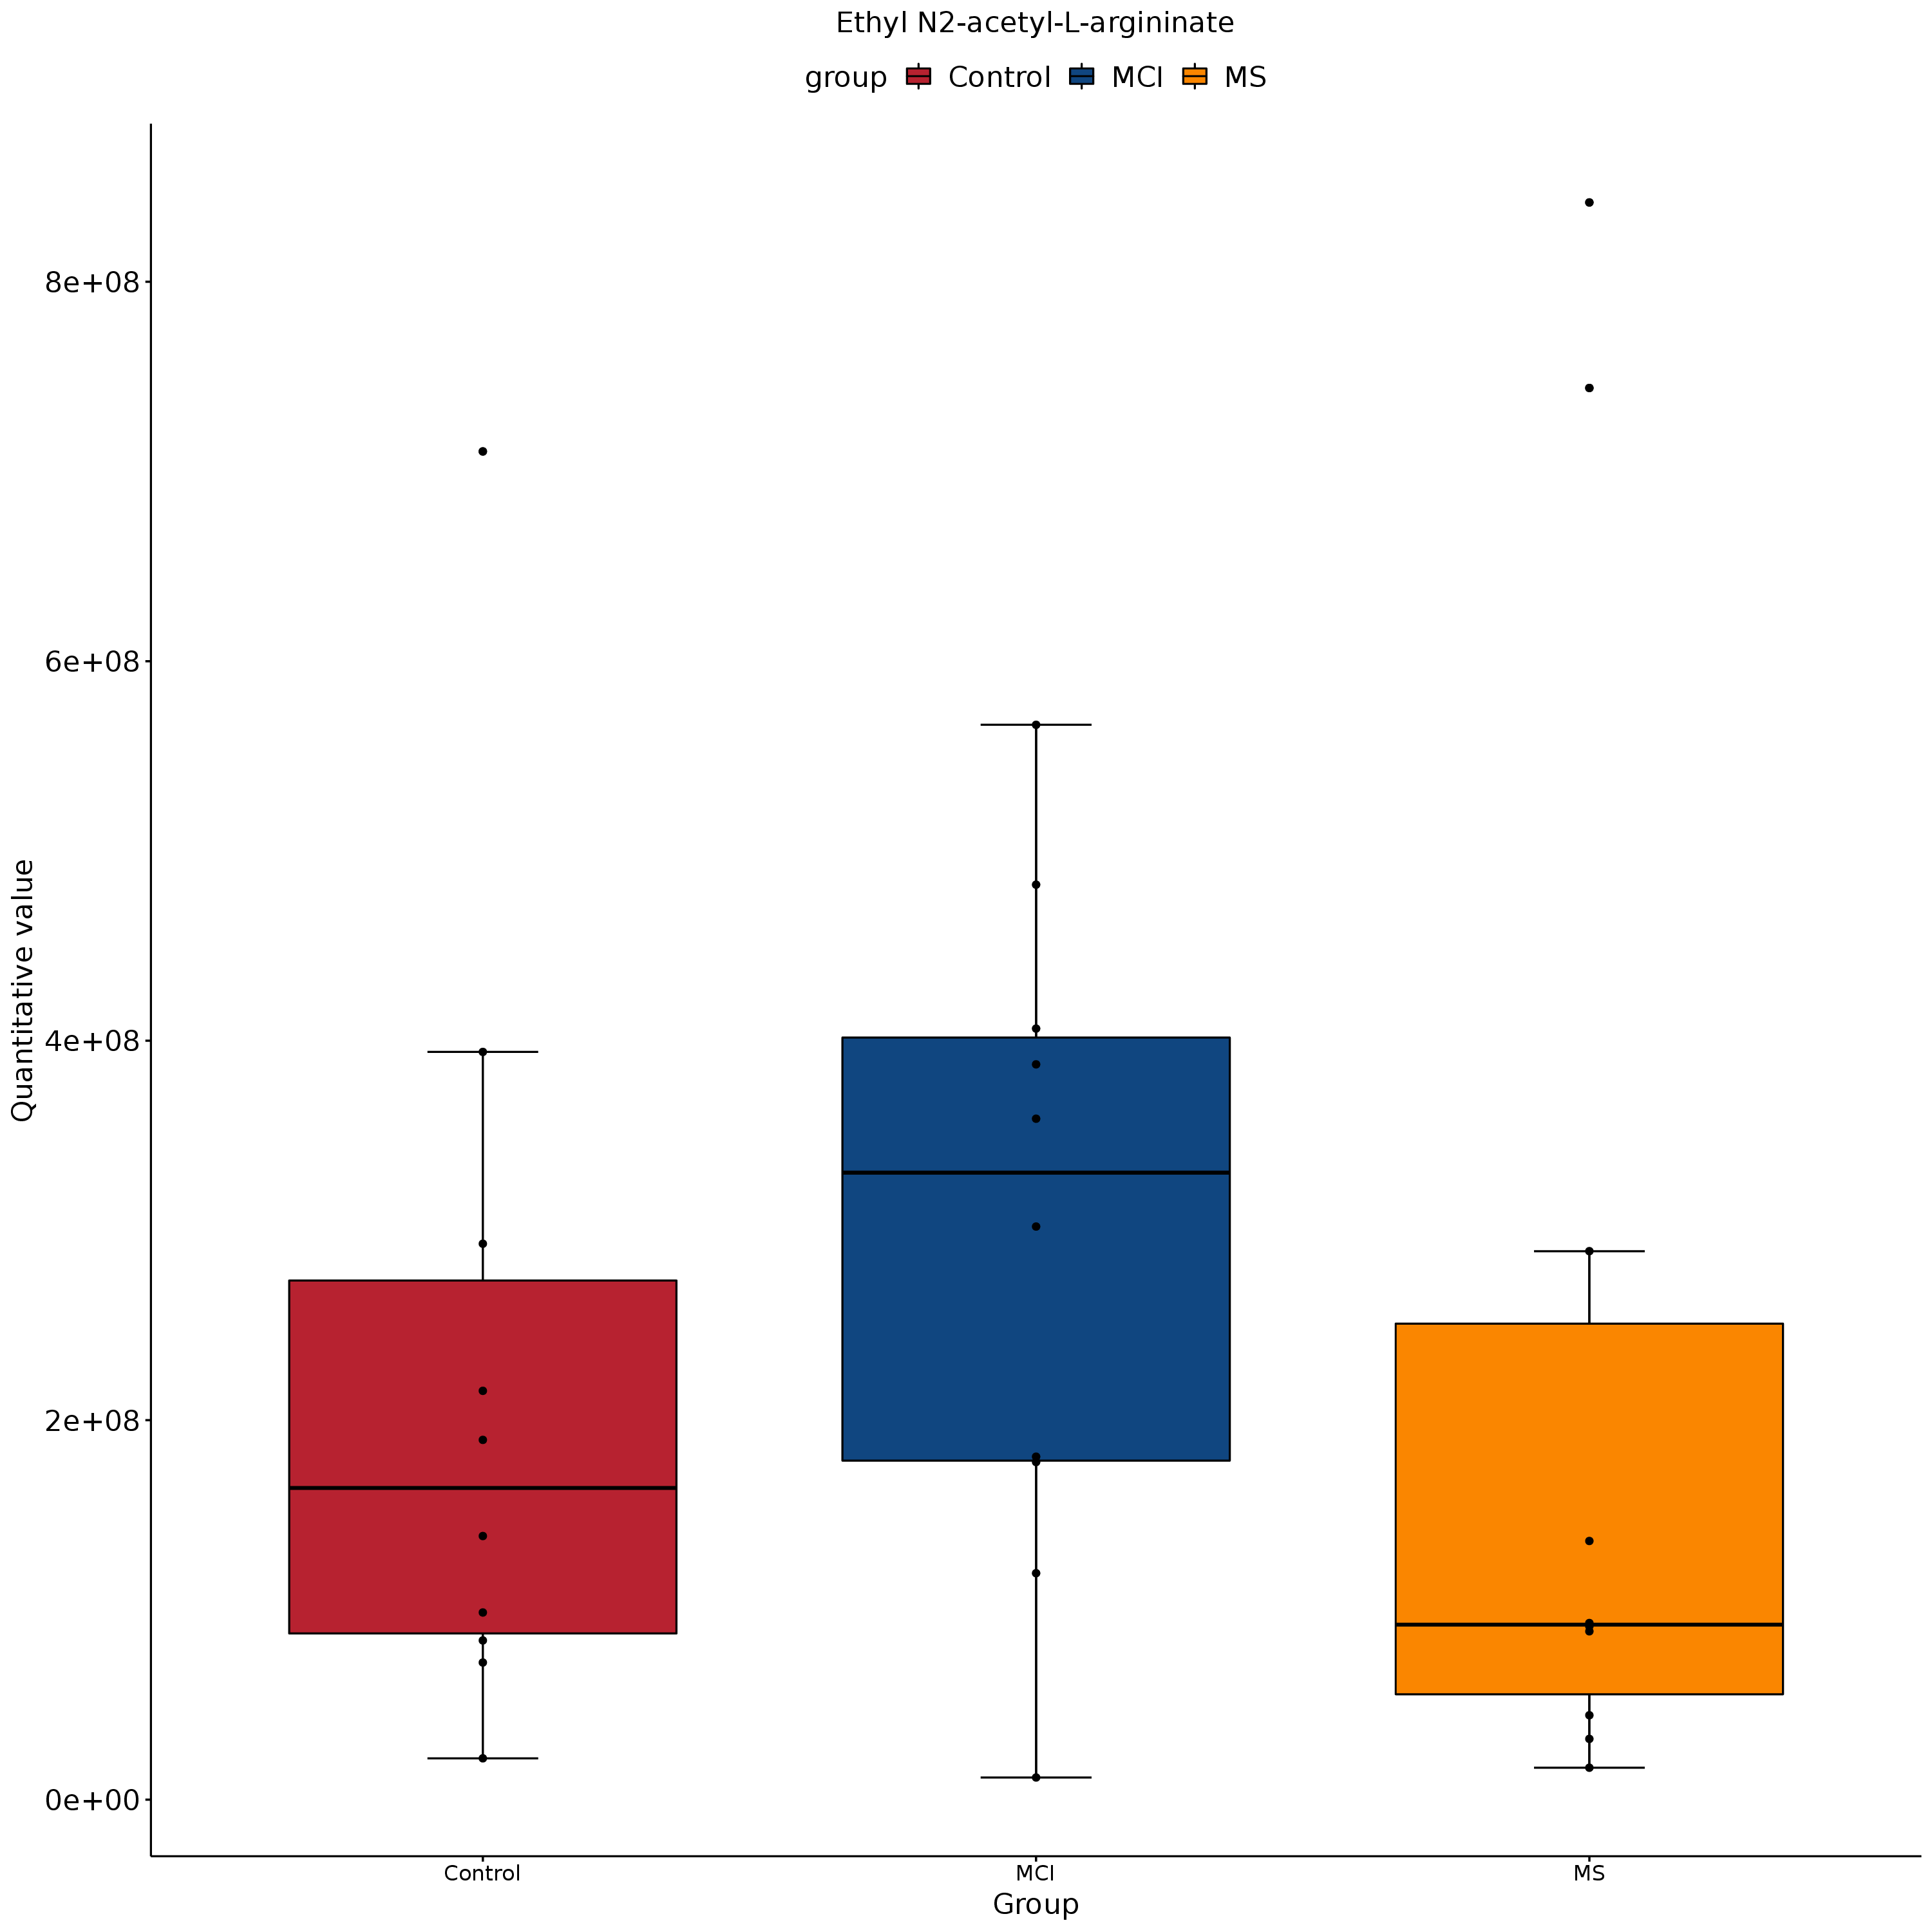 Ethyl N2-acetyl-L-argininate
group Control MCI MS
Quantitative value
8e+08
6e+08
4e+08
2e+08
0e+00
Control MCI MS
Group